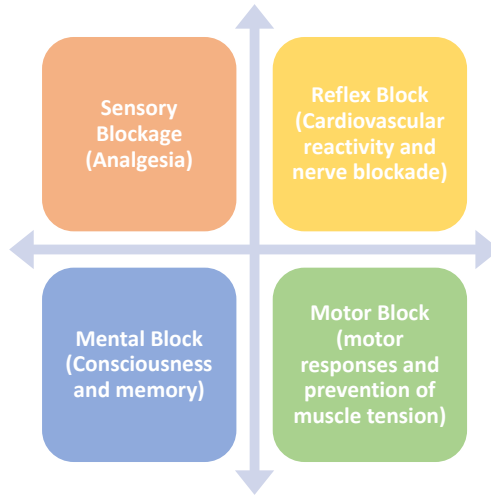 Sensory
Blockage
(Analgesia)
Reflex Block
(Cardiovascular
reactivity and
nerve blockade)
Mental Block
(Consciousness
and memory)
Motor Block
(motor
responses and
prevention of
muscle tension)